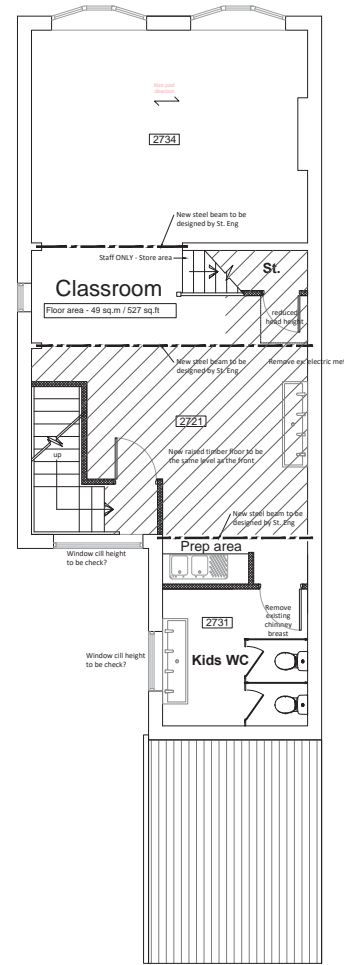 floor joist
direction
2734
New steel beam to be
designed by St. Eng
Staff ONLY - Store area
St.
Classroom
Floor area - 49 sq.m / 527 sq.ft
reduced
head height
New steel beam to be
designed by St. Eng
Remove ex. electric met
2721
New raised timber floor to be
the same level as the front
up
New steel beam to be
designed by St. Eng
Prep area
Window cill height
to be check?
Remove
existing
chimney
breast
2731
Window cill height
to be check?
Kids WC